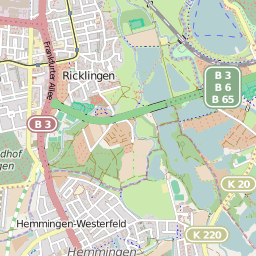 Frankfurter Allee
Ricklingen
B 3
B 6
B 65
B 3
dhof
gen
K 20
Hemmingen-Westerfeld
K 220
Hemmingen